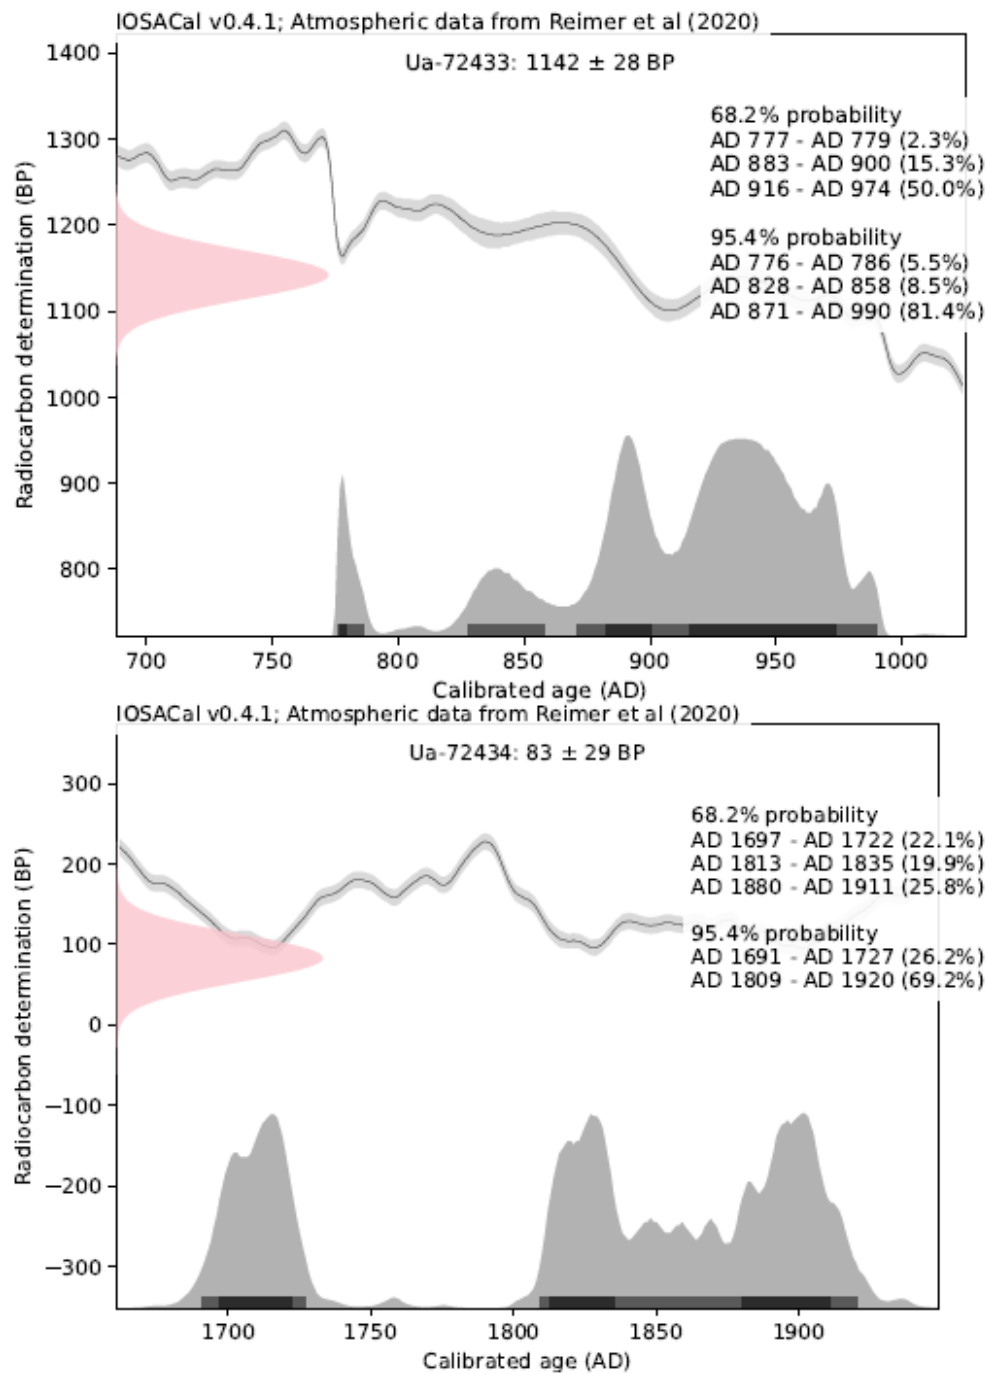 IOSACal v0.4.1; Atmospheric data from Reimer et al (2020)
Ua-72433: 1142 ± 28 BP
68.2% probability
AD 777 - AD 779 (2.3%)
AD 883 - AD 900 (15.3%)
AD 916 - AD 974 (50.0%)
95.4% probability
AD 776 - AD 786 (5.5%)
AD 828 - AD 858 (8.5%)
AD 871 - AD 990 (81.4%)
Radiocarbon determination (BP)
1400
1300
1200
1100
1000
900
800
700 750 800 850 900 950 1000
Calibrated age (AD)
IOSACal v0.4.1; Atmospheric data from Reimer et al (2020)
Ua-72434: 83 ± 29 BP
68.2% probability
AD 1697 - AD 1722 (22.1%)
AD 1813 - AD 1835 (19.9%)
AD 1880 - AD 1911 (25.8%)
95.4% probability
AD 1691 - AD 1727 (26.2%)
AD 1809 - AD 1920 (69.2%)
Radiocarbon determination (BP)
300
200
100
0
−100
−200
−300
1700 1750 1800 1850 1900
Calibrated age (AD)